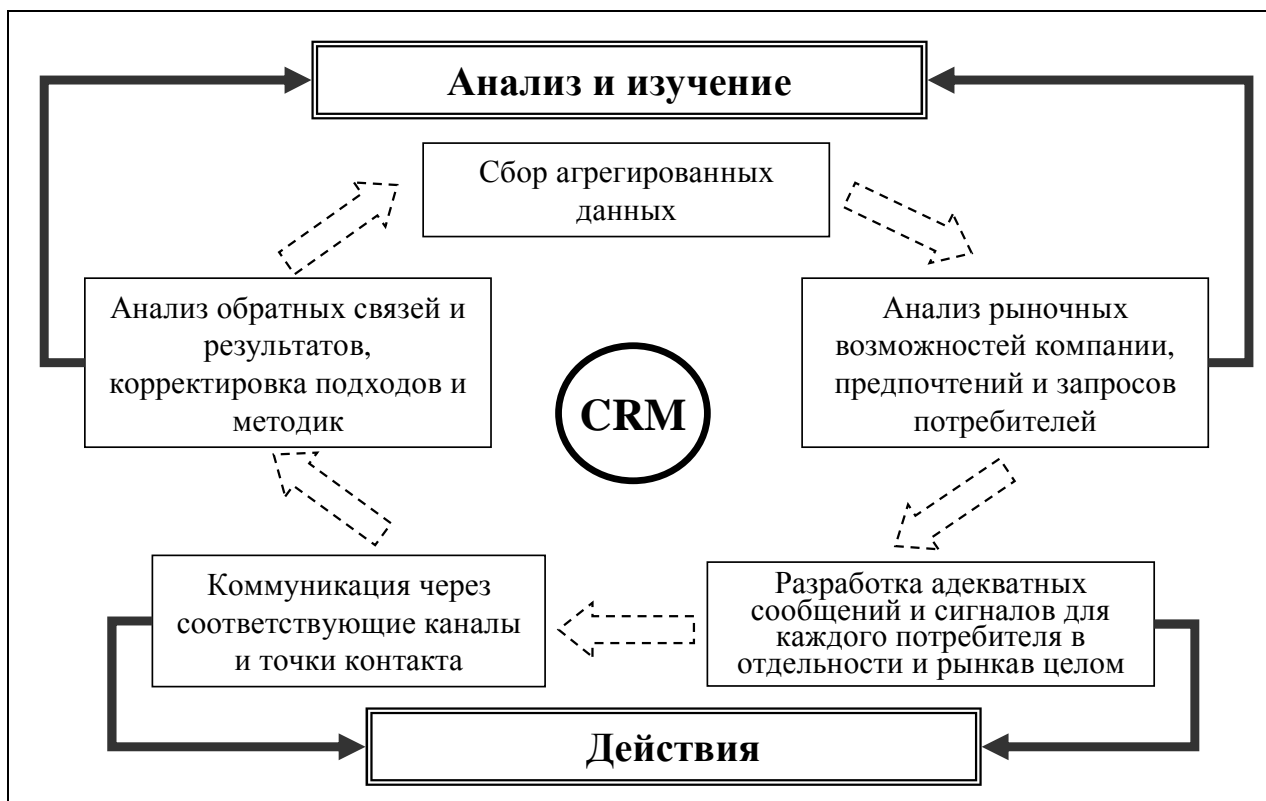 Анализ и изучение
Сбор агрегированных
данных
Анализ обратных связей и
результатов,
корректировка подходов и
методик
CRM
Анализ рыночных
возможностей компании,
предпочтений и запросов
потребителей
Коммуникация через
соответствующие каналы
и точки контакта
Разработка адекватных
сообщений и сигналов для
каждого потребителя в
отдельности и рынкав целом
Действия